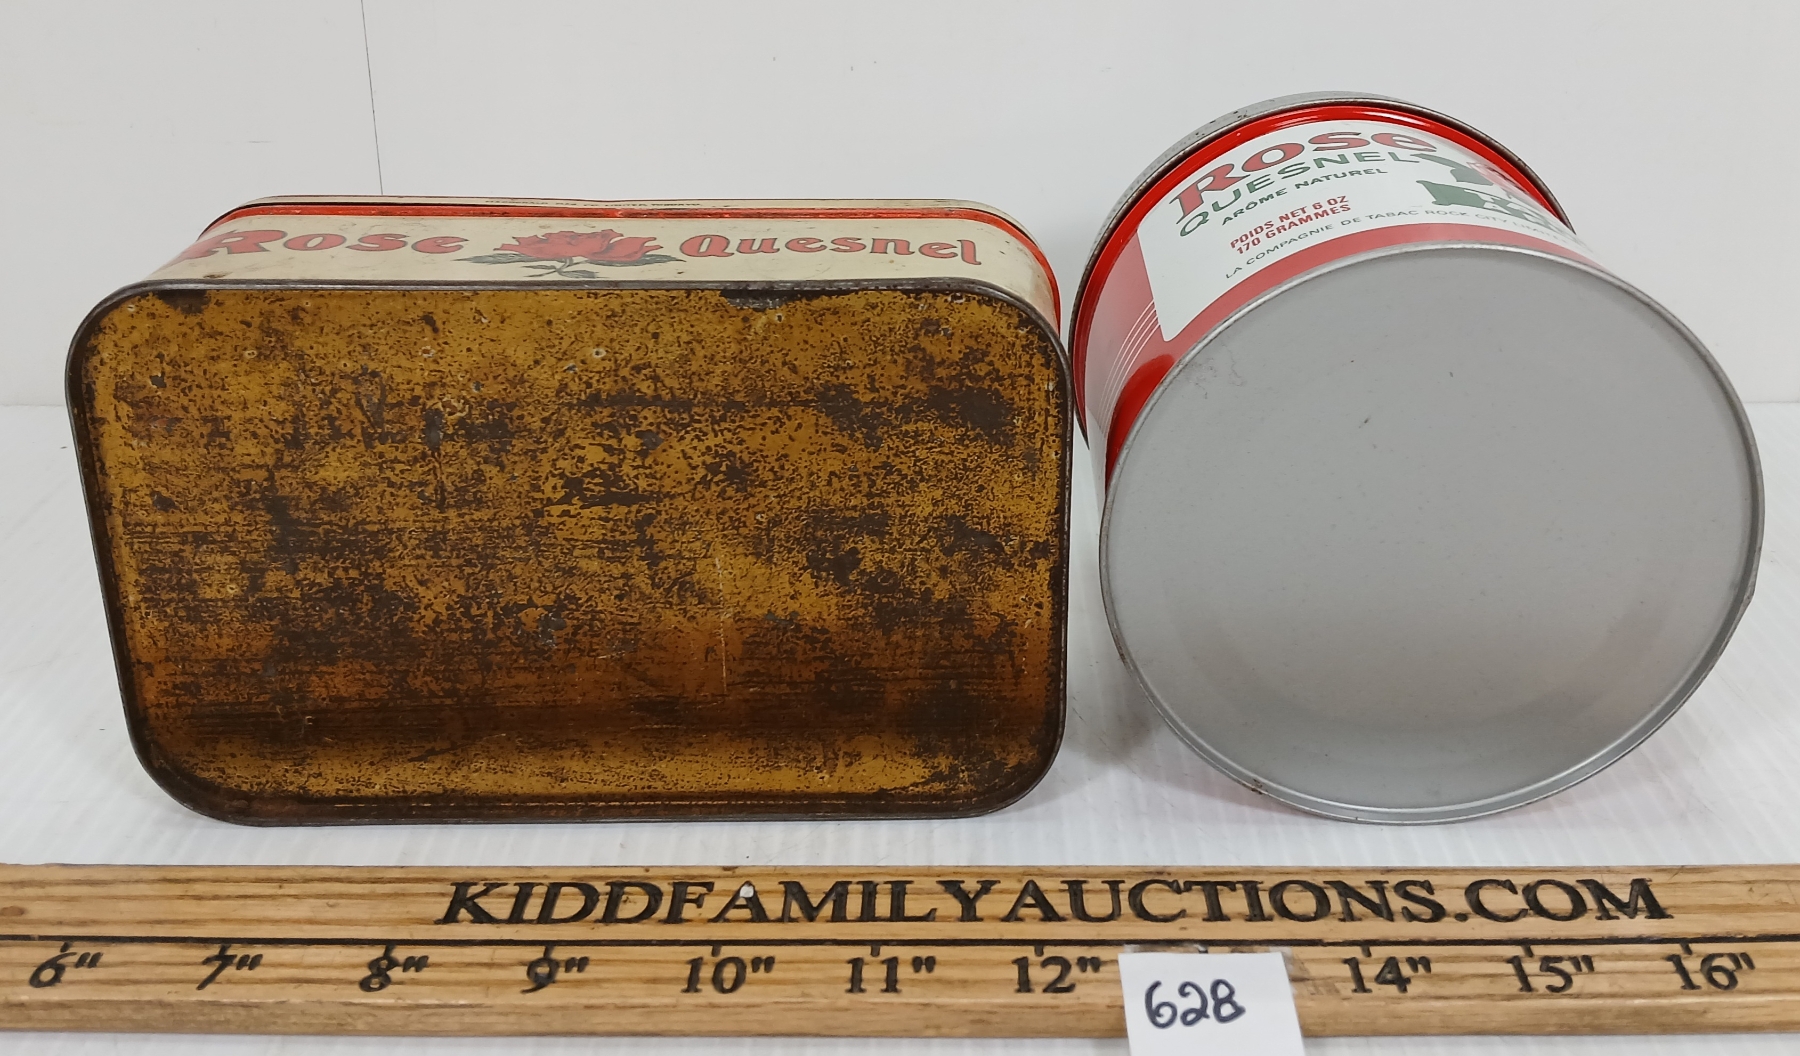 Rose Quesnel
ROSE
QUESNEL
ARÔME NATUREL
POIDS NET 6 OZ
170 GRAMMES
LA COMPAGNIE DE TABAC ROCK CITY
KIDDFAMILYAUCTIONS.COM
6" 7" 8" 9" 10" 11" 12" 14" 15" 16"
628